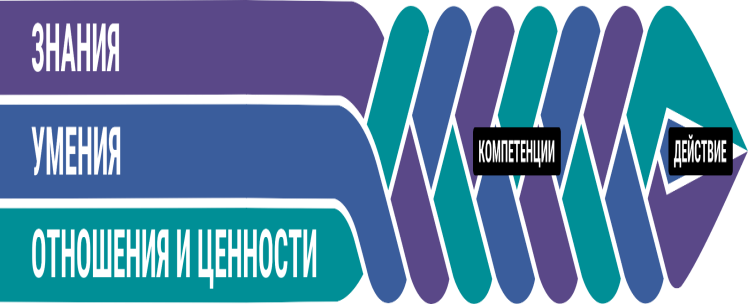 ЗНАНИЯ
УМЕНИЯ
ОТНОШЕНИЯ И ЦЕННОСТИ
КОМПЕТЕНЦИИ
ДЕЙСТВИЕ